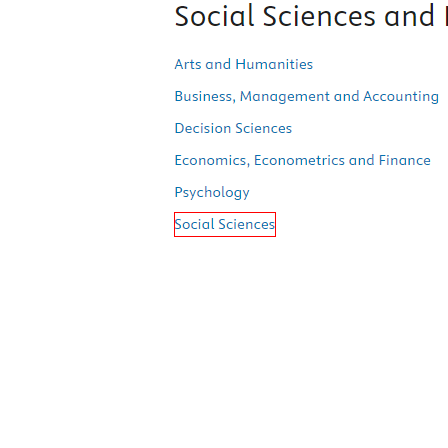 Social Sciences and
Arts and Humanities
Business, Management and Accounting
Decision Sciences
Economics, Econometrics and Finance
Psychology
Social Sciences